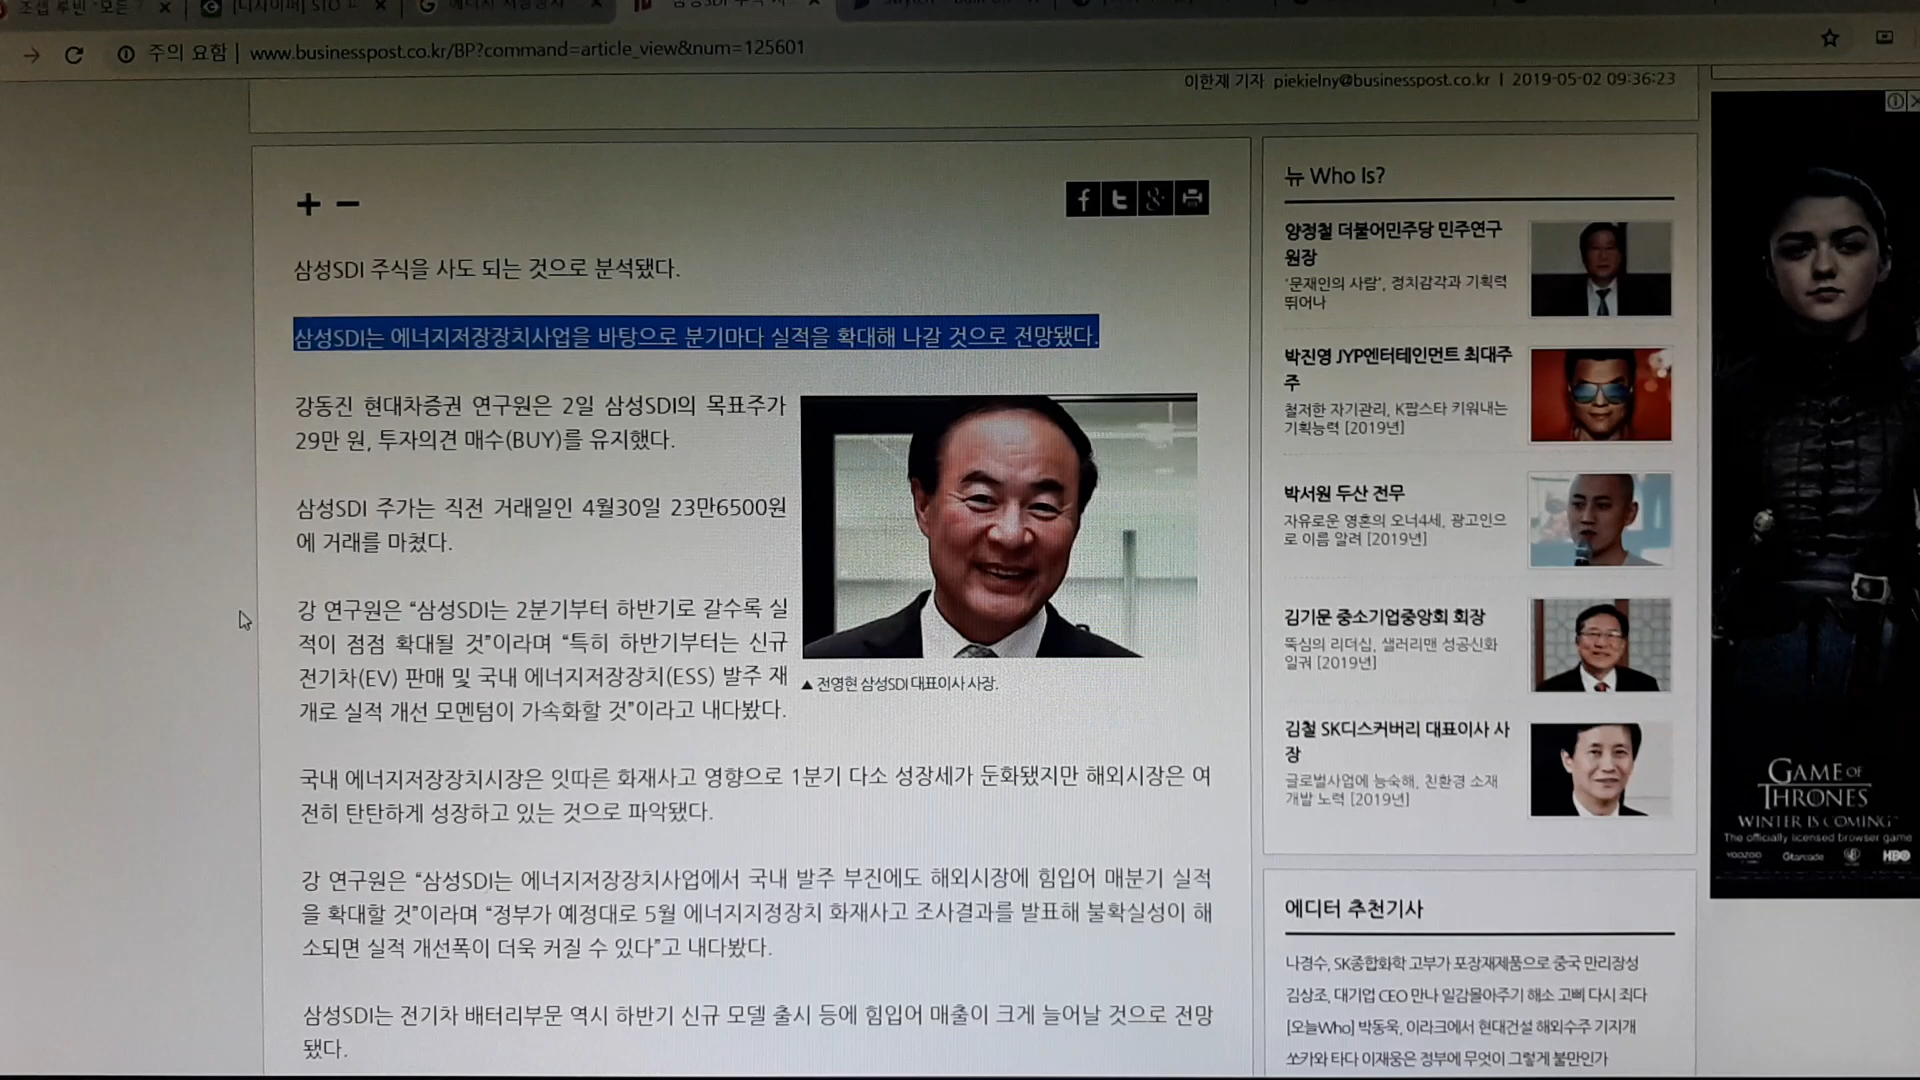 주의 요함 | www.businesspost.co.kr/BP?command=article_view&num=125601
이한재 기자 piekielny@businesspost.co.kr | 2019-05-02 09:36:23
삼성SDI 주식을 사도 되는 것으로 분석됐다.
삼성SDI는 에너지저장장치사업을 바탕으로 분기마다 실적을 확대해 나갈 것으로 전망됐다.
강동진 현대차증권 연구원은 2일 삼성SDI의 목표주가
29만 원, 투자의견 매수(BUY)를 유지했다.
삼성SDI 주가는 직전 거래일인 4월30일 23만6500원
에 거래를 마쳤다.
강 연구원은 “삼성SDI는 2분기부터 하반기로 갈수록 실
적이 점점 확대될 것”이라며 “특히 하반기부터는 신규
전기차(EV) 판매 및 국내 에너지저장장치(ESS) 발주 재
개로 실적 개선 모멘텀이 가속화할 것”이라고 내다봤다.
▲ 전영현 삼성SDI 대표이사 사장.
국내 에너지저장장치시장은 잇따른 화재사고 영향으로 1분기 다소 성장세가 둔화됐지만 해외시장은 여
전히 탄탄하게 성장하고 있는 것으로 파악됐다.
강 연구원은 “삼성SDI는 에너지저장장치사업에서 국내 발주 부진에도 해외시장에 힘입어 매분기 실적
을 확대할 것”이라며 “정부가 예정대로 5월 에너지지정장치 화재사고 조사결과를 발표해 불확실성이 해
소되면 실적 개선폭이 더욱 커질 수 있다”고 내다봤다.
삼성SDI는 전기차 배터리부문 역시 하반기 신규 모델 출시 등에 힘입어 매출이 크게 늘어날 것으로 전망
됐다.
뉴 Who Is?
양정철 더불어민주당 민주연구
원장
'문재인의 사람', 정치감각과 기획력
뛰어나
박진영 JYP엔터테인먼트 최대주
주
철저한 자기관리, K팝스타 키워내는
기획능력 [2019년]
박서원 두산 전무
자유로운 영혼의 오너4세, 광고인으
로 이름 알려 [2019년]
김기문 중소기업중앙회 회장
뚝심의 리더십, 샐러리맨 성공신화
일궈 [2019년]
김철 SK디스커버리 대표이사 사
장
글로벌사업에 능숙해, 친환경 소재
개발 노력 [2019년]
에디터 추천기사
나경수, SK종합화학 고부가 포장재제품으로 중국 만리장성
김상조, 대기업 CEO 만나 일감몰아주기 해소 고삐 다시 죄다
[오늘Who] 박동욱, 이라크에서 현대건설 해외수주 기지개
쏘카와 타다 이재웅은 정부에 무엇이 그렇게 불만인가
GAME OF
THRONES
WINTER IS COMING
The officially licensed browser game
YOOZOO Gtarcade HBO